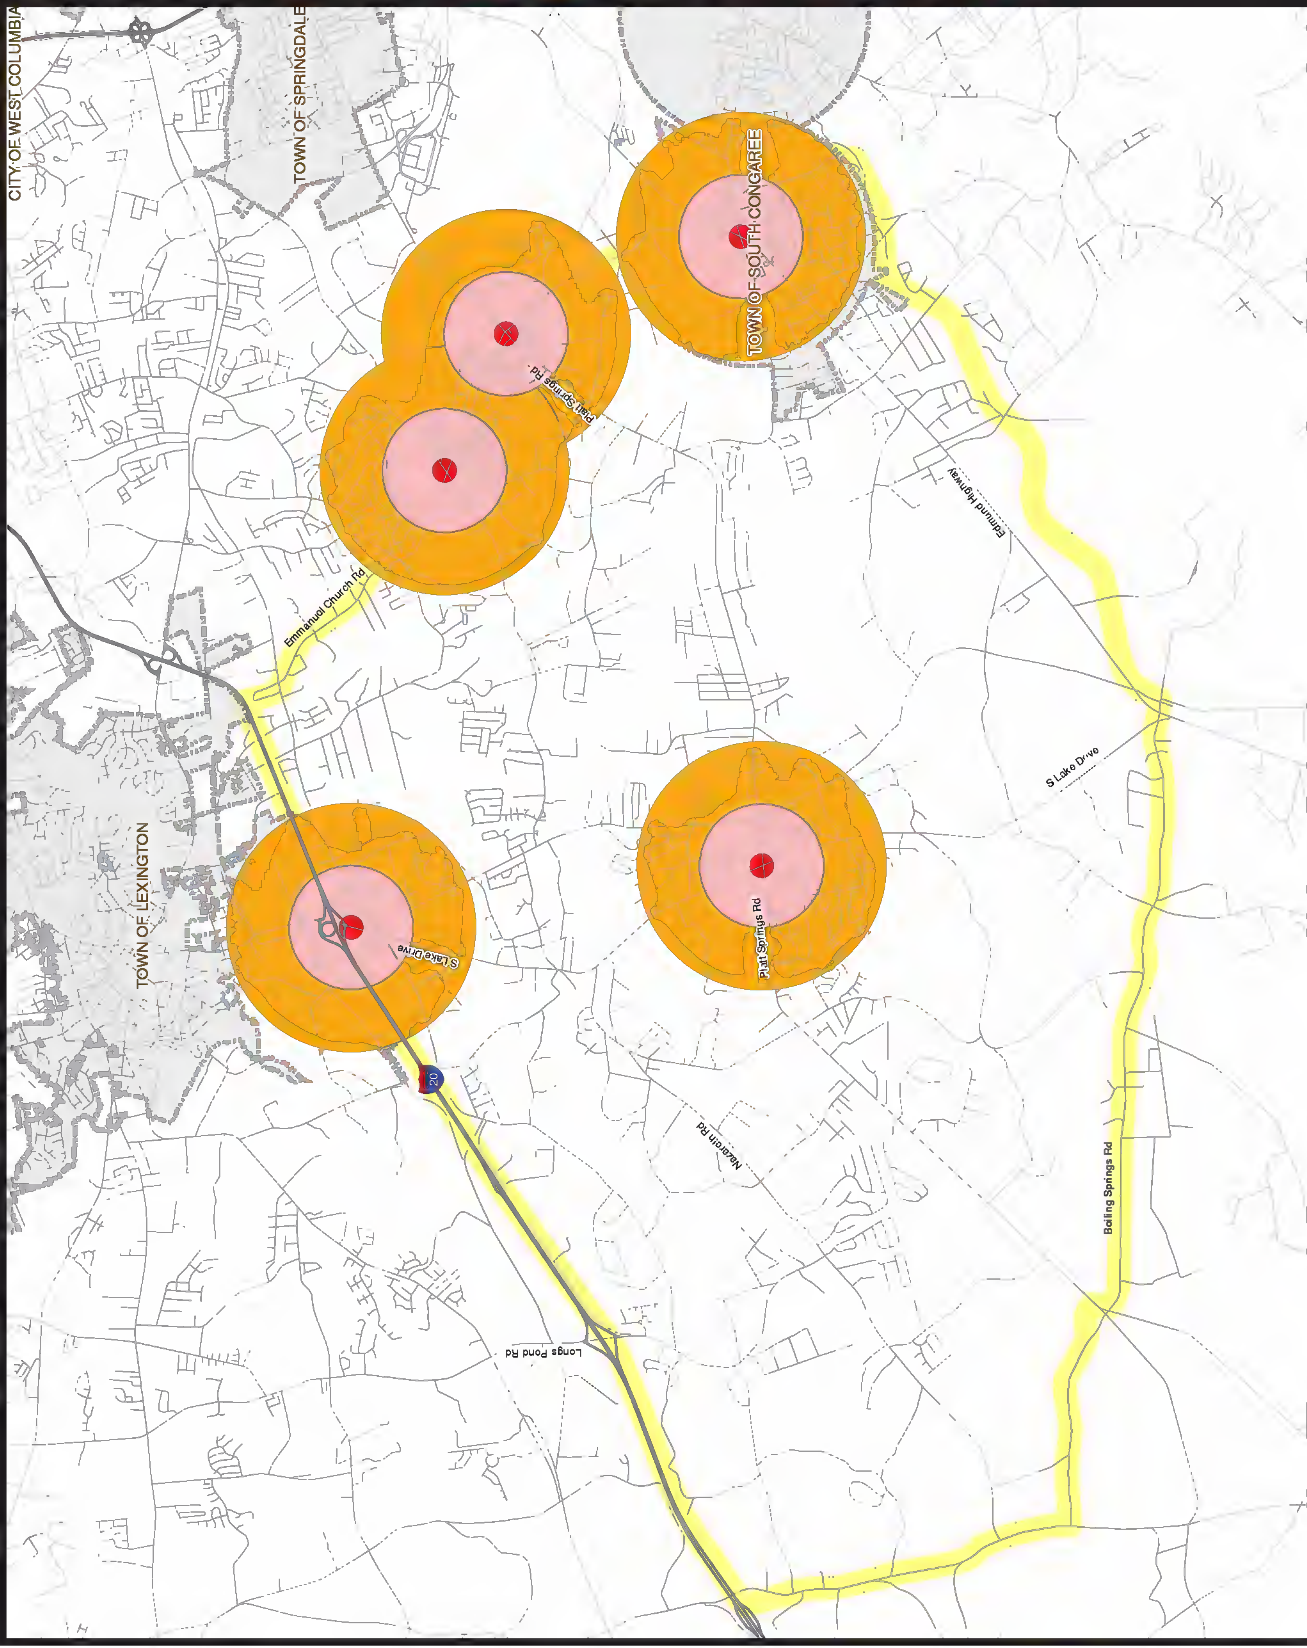 CITY OF WEST COLUMBIA
TOWN OF SPRINGDALE
TOWN OF SOUTH CONGAREE
Platt Springs Rd
Edmund Highway
Emmanuel Church Rd
S Lake Drive
TOWN OF LEXINGTON
S Lake Drive
Platt Springs Rd
20
Nazareth Rd
Boiling Springs Rd
Longs Pond Rd